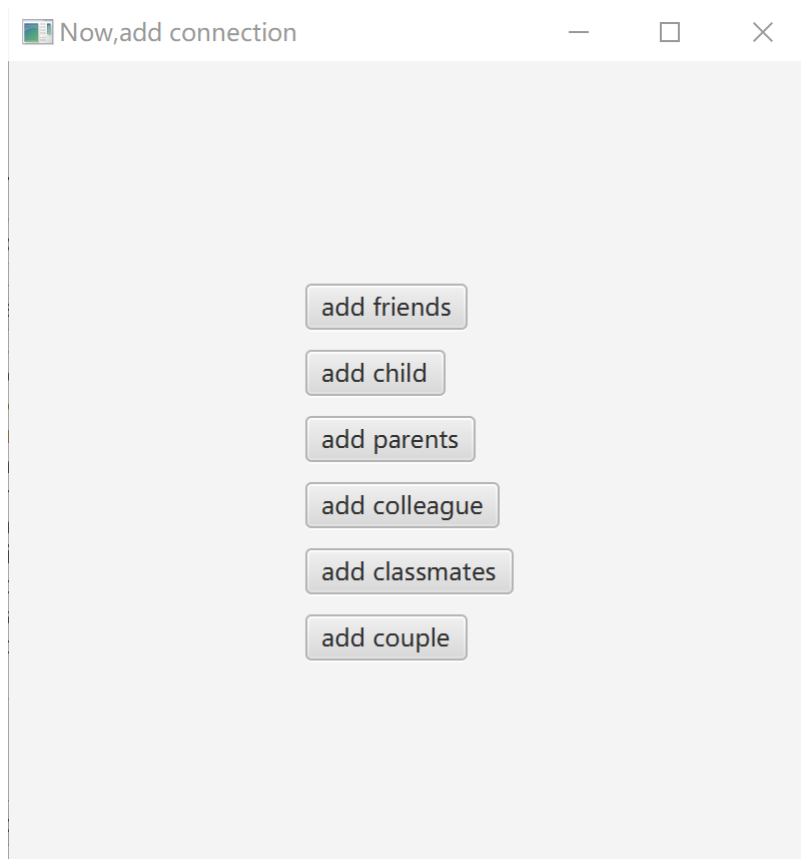 Now,add connection
add friends
add child
add parents
add colleague
add classmates
add couple